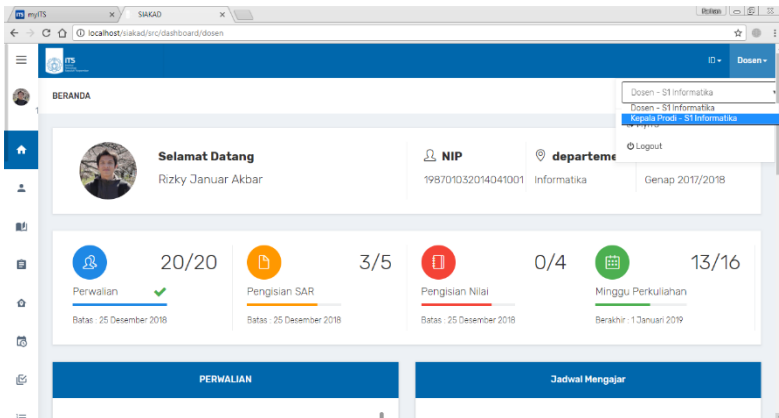 myITS
SIAKAD
localhost/siakad/src/dashboard/dosen
ITS
ID
Dosen
BERANDA
Dosen - S1 Informatika
Dosen - S1 Informatika
Kepala Prodi - S1 Informatika
Logout
Selamat Datang
Rizky Januar Akbar
NIP
198701032014041001
departeme
Informatika
Genap 2017/2018
20/20
Perwalian
Batas : 25 Desember 2018
3/5
Pengisian SAR
Batas : 25 Desember 2018
0/4
Pengisian Nilai
Batas : 25 Desember 2018
13/16
Minggu Perkuliahan
Berakhir : 1 Januari 2019
PERWALIAN
Jadwal Mengajar